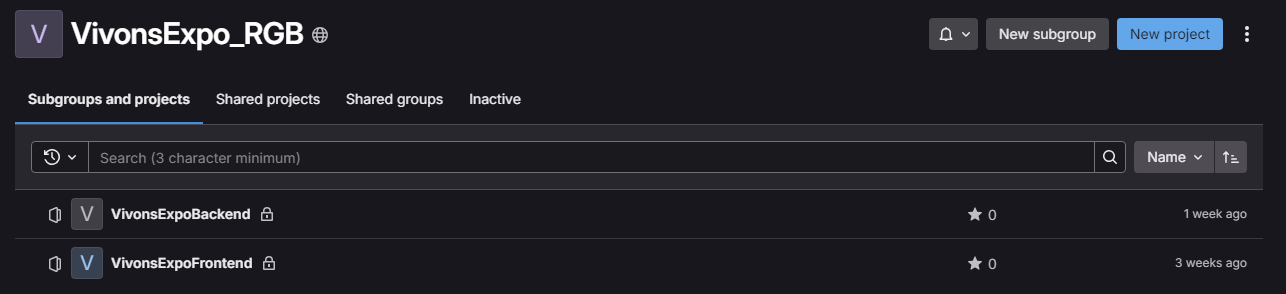 V VivonsExpo_RGB
New subgroup New project
Subgroups and projects Shared projects Shared groups Inactive
Search (3 character minimum) Name
V VivonsExpoBackend 0 1 week ago
V VivonsExpoFrontend 0 3 weeks ago